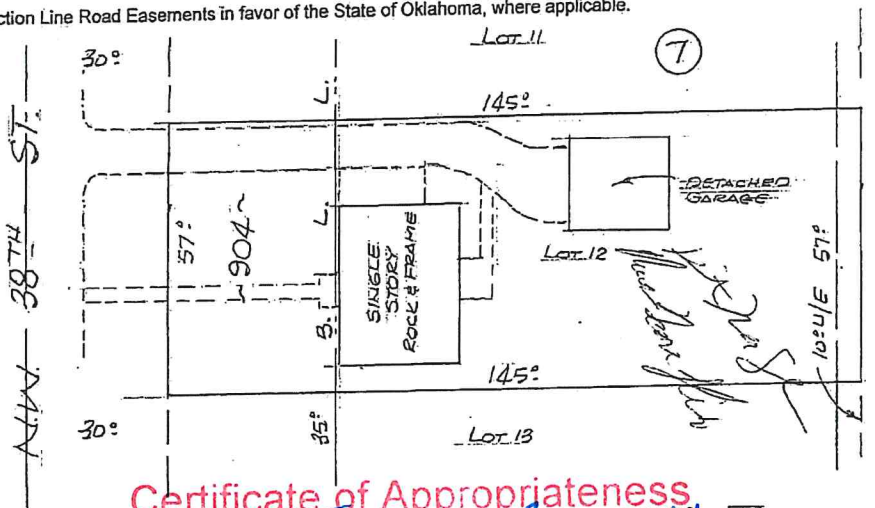 ction Line Road Easements in favor of the State of Oklahoma, where applicable.
LOT 11
7
30°
145°
B. L.
NW 38TH ST.
57°
~904~
SINGLE STORY ROCK & FRAME
DETACHED GARAGE
LOT 12
10° U/E 57°
145°
30°
35°
LOT 13
Certificate of Appropriateness